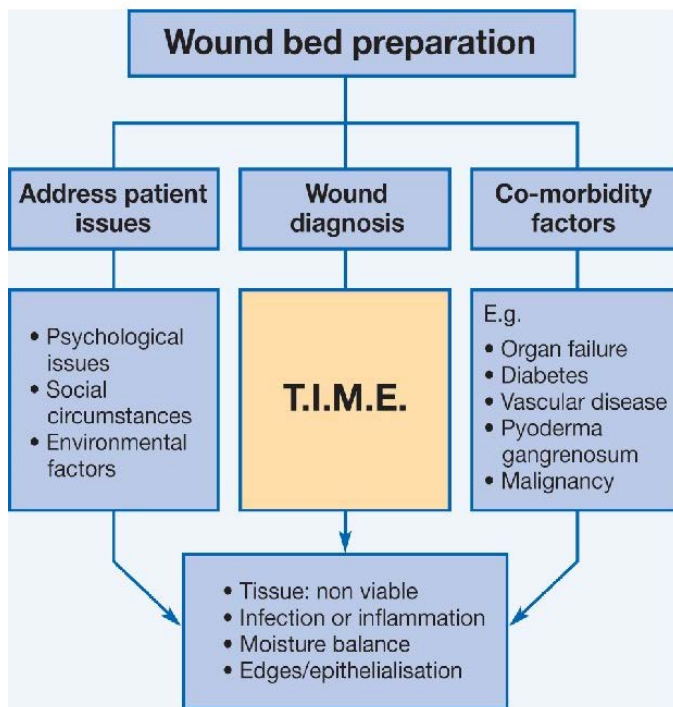 Wound bed preparation
Address patient
issues
Wound
diagnosis
Co-morbidity
factors
• Psychological
issues
• Social
circumstances
• Environmental
factors
T.I.M.E.
E.g.
• Organ failure
• Diabetes
• Vascular disease
• Pyoderma
gangrenosum
• Malignancy
• Tissue: non viable
• Infection or inflammation
• Moisture balance
• Edges/epithelialisation